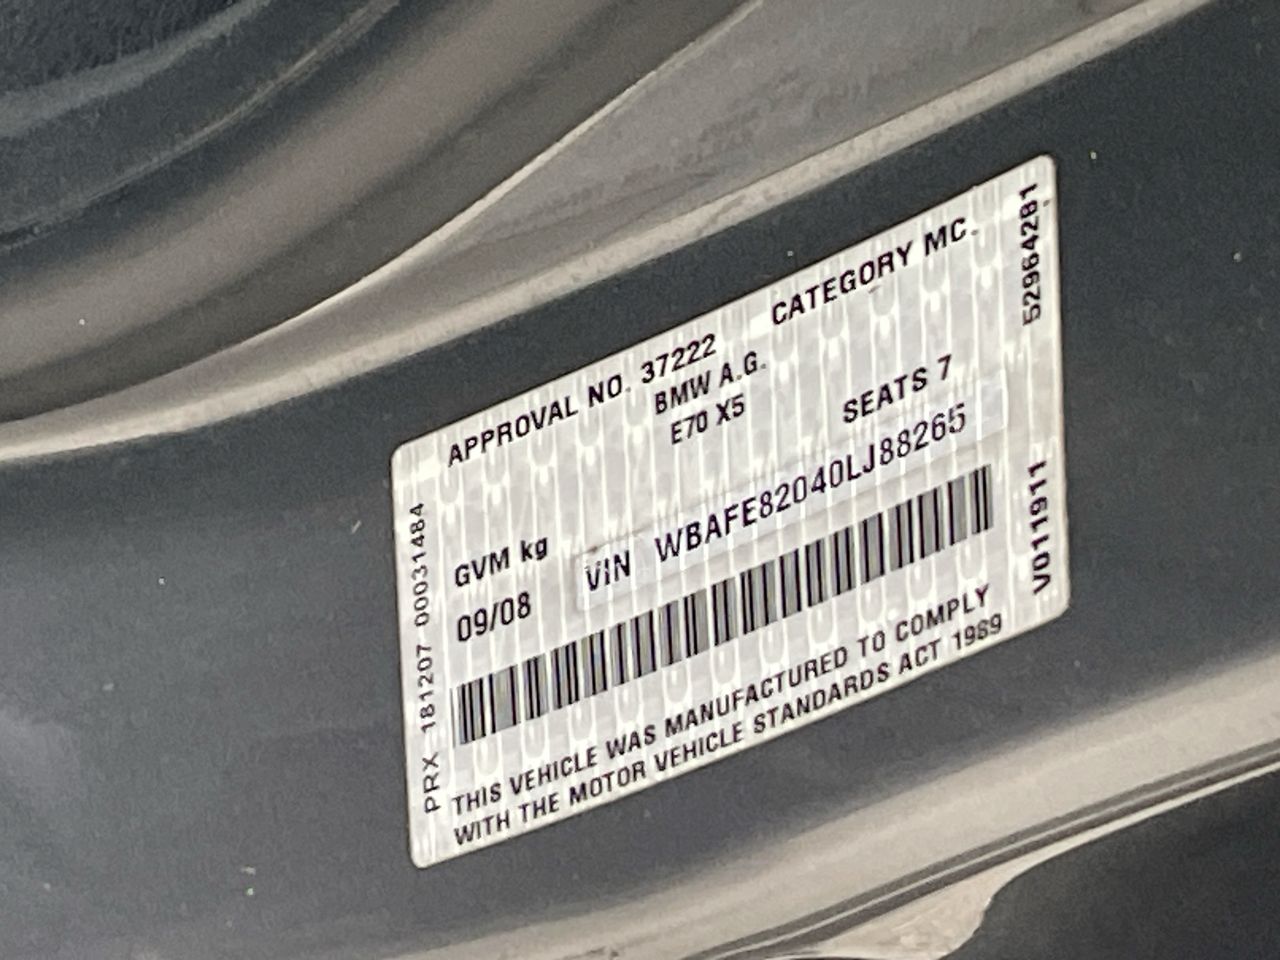 APPROVAL NO. 37222 CATEGORY MC.
BMW A.G.
E70 X5
SEATS 7
GVM kg
09/08
VIN WBAFE82040LJ88265
THIS VEHICLE WAS MANUFACTURED TO COMPLY
WITH THE MOTOR VEHICLE STANDARDS ACT 1989
PRX 181207 00031484
V011911 52964281